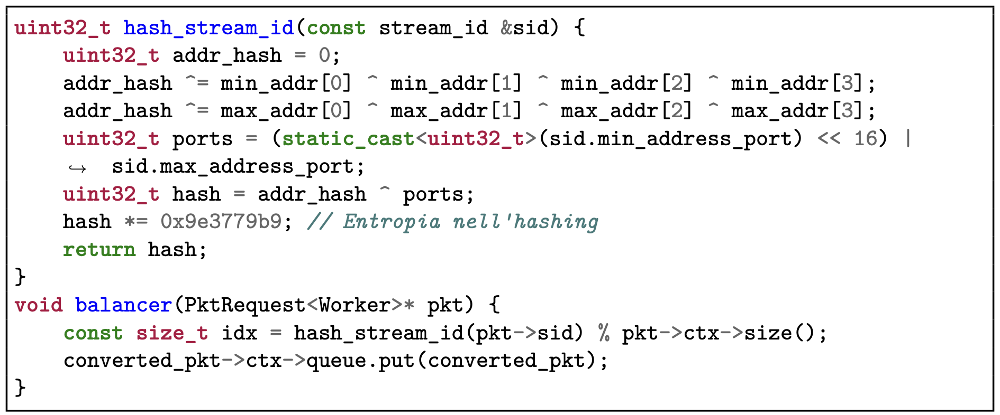 uint32_t hash_stream_id(const stream_id &sid) {
    uint32_t addr_hash = 0;
    addr_hash ^= min_addr[0] ^ min_addr[1] ^ min_addr[2] ^ min_addr[3];
    addr_hash ^= max_addr[0] ^ max_addr[1] ^ max_addr[2] ^ max_addr[3];
    uint32_t ports = (static_cast<uint32_t>(sid.min_address_port) << 16) |
    ↪  sid.max_address_port;
    uint32_t hash = addr_hash ^ ports;
    hash *= 0x9e3779b9; // Entropia nell'hashing
    return hash;
}
void balancer(PktRequest<Worker>* pkt) {
    const size_t idx = hash_stream_id(pkt->sid) % pkt->ctx->size();
    converted_pkt->ctx->queue.put(converted_pkt);
}